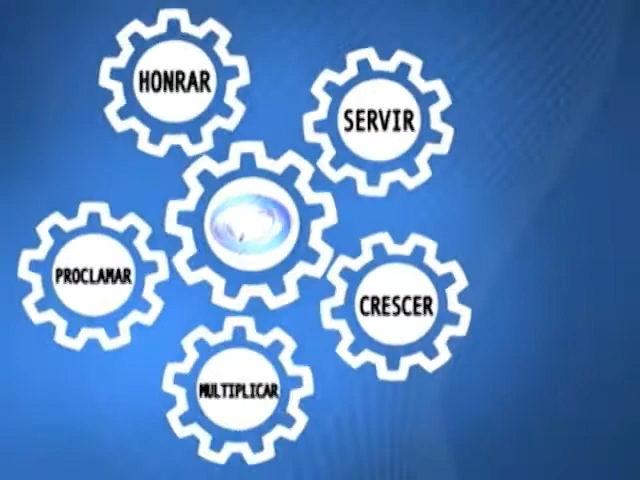 HONRAR
SERVIR
PROCLAMAR
CRESCER
MULTIPLICAR